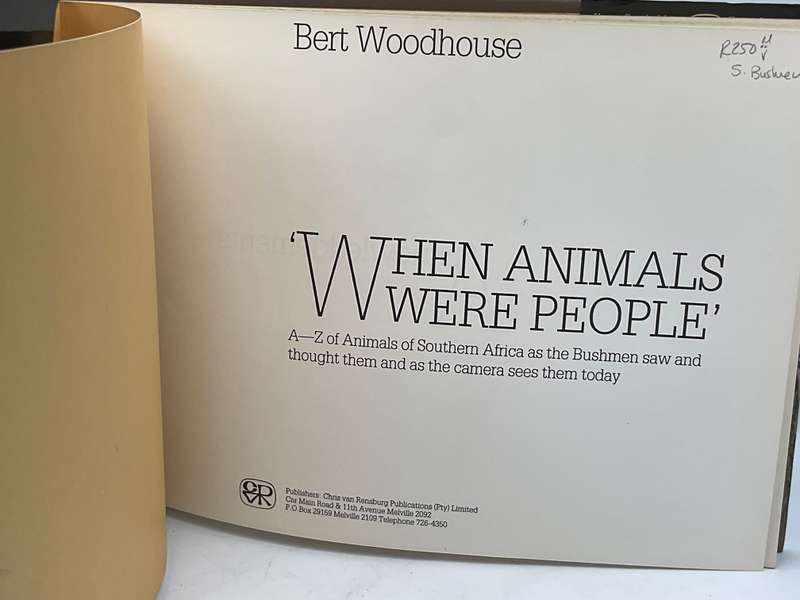 Bert Woodhouse
R250
S. Bushmen
‘WHEN ANIMALS
WERE PEOPLE’
A—Z of Animals of Southern Africa as the Bushmen saw and
thought them and as the camera sees them today
CVR
Publishers: Chris van Rensburg Publications (Pty) Limited
Cnr Main Road & 11th Avenue Melville 2092
P.O. Box 29159 Melville 2109 Telephone 726-4350